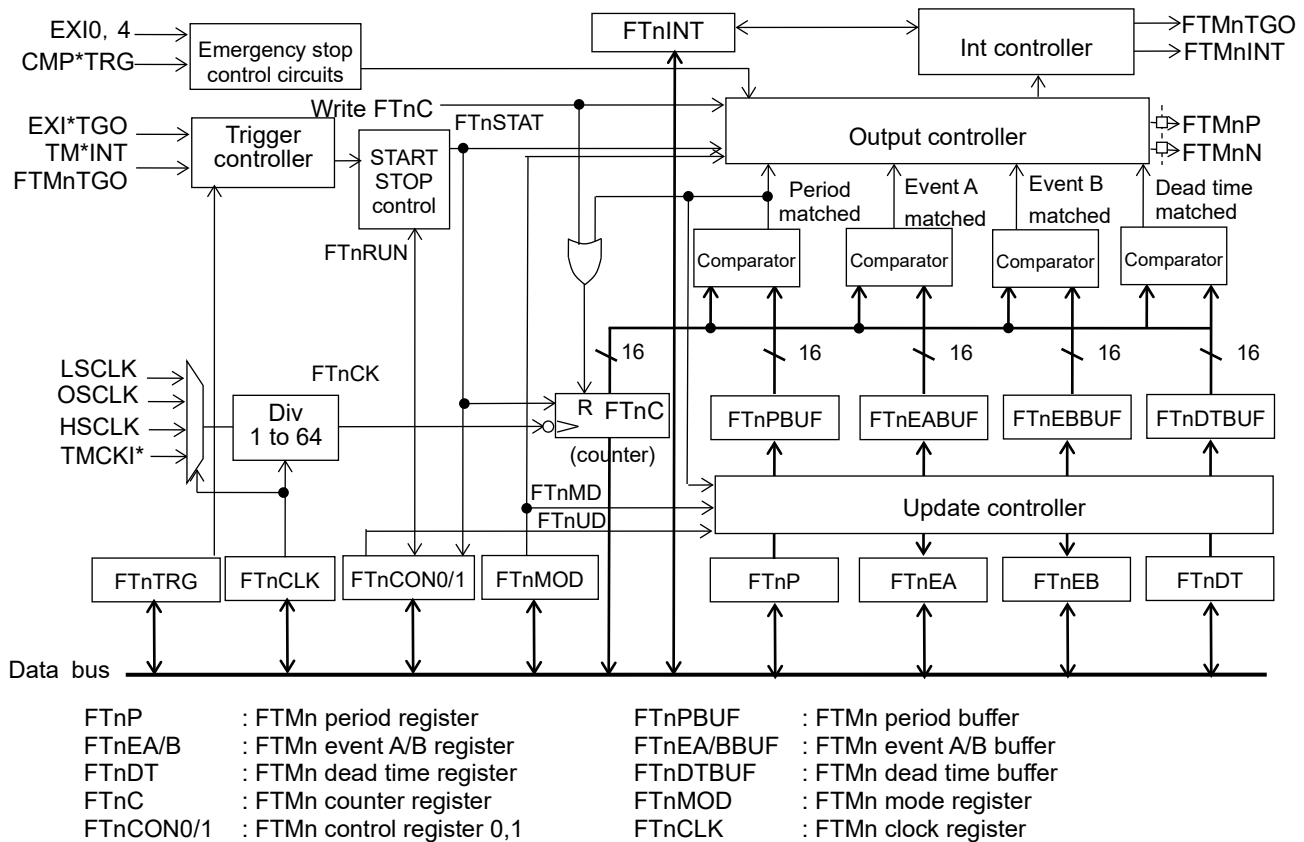 EXI0, 4
CMP*TRG
Emergency stop
control circuits
FTnINT
Int controller
FTMnTGO
FTMnINT
Write FTnC
EXI*TGO
TM*INT
FTMnTGO
Trigger
controller
FTnSTAT
START
STOP
control
Output controller
FTMnP
FTMnN
Period
matched
Event A
matched
Event B
matched
Dead time
matched
FTnRUN
Comparator
Comparator
Comparator
Comparator
16
16
16
16
16
LSCLK
OSCLK
HSCLK
TMCKI*
FTnCK
Div
1 to 64
R FTnC
(counter)
FTnPBUF
FTnEABUF
FTnEBBUF
FTnDTBUF
FTnMD
FTnUD
Update controller
FTnTRG
FTnCLK
FTnCON0/1
FTnMOD
FTnP
FTnEA
FTnEB
FTnDT
Data bus
FTnP : FTMn period register
FTnEA/B : FTMn event A/B register
FTnDT : FTMn dead time register
FTnC : FTMn counter register
FTnCON0/1 : FTMn control register 0,1
FTnPBUF : FTMn period buffer
FTnEA/BBUF : FTMn event A/B buffer
FTnDTBUF : FTMn dead time buffer
FTnMOD : FTMn mode register
FTnCLK : FTMn clock register